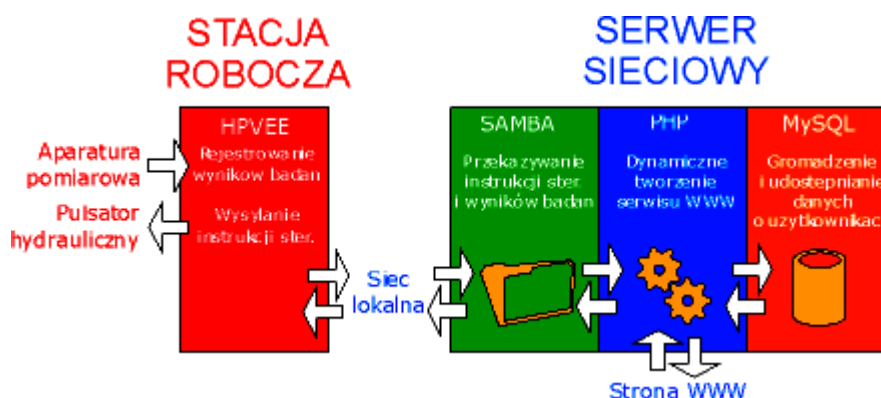 STACJA
ROBOCZA
SERWER
SIECIOWY
HPVEE
Rejestrowanie
wynikow badan
Wysylanie
instrukcji ster.
Aparatura
pomiarowa
Pulsator
hydrauliczny
Siec
lokalna
SAMBA
Przekazywanie
instrukcji ster.
i wyników badan
PHP
Dynamiczne
tworzenie
serwisu WWW
MySQL
Gromadzenie
i udostepnianie
danych
o uzytkownikac
Strona WWW